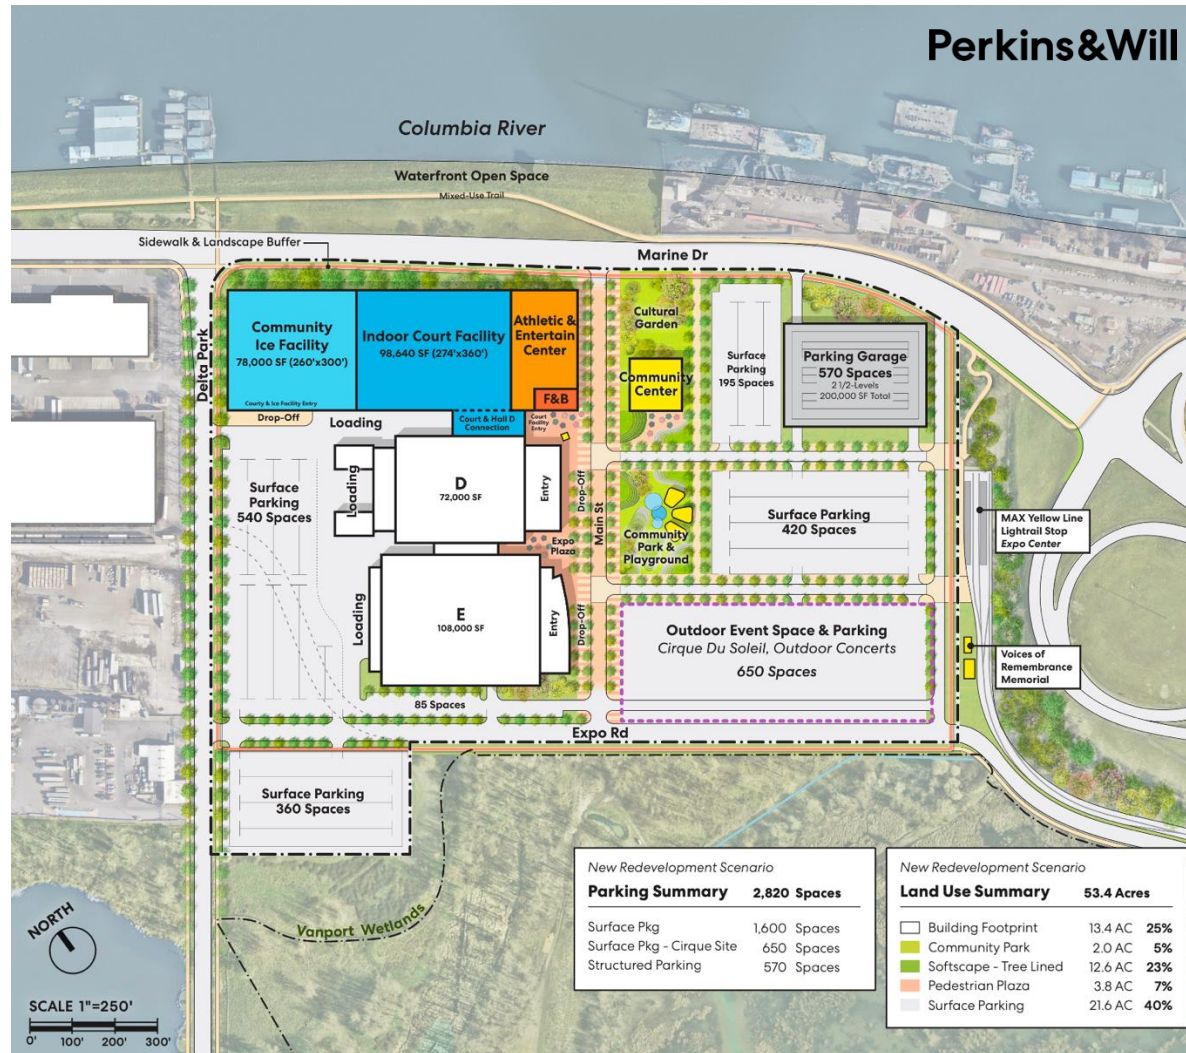 Perkins&Will
Columbia River
Waterfront Open Space
Mixed-Use Trail
Sidewalk & Landscape Buffer
Marine Dr
Delta Park
Community
Ice Facility
78,000 SF (260'x300')
County & Ice Facility Entry
Indoor Court Facility
98,640 SF (274'x360')
Athletic &
Entertain
Center
F&B
Cultural
Garden
Community
Center
Surface
Parking
195 Spaces
Parking Garage
570 Spaces
2 1/2-Levels
200,000 SF Total
Drop-Off
Loading
Court & Hall D
Connection
Court
Facility
Entry
Surface
Parking
540 Spaces
Loading
D
72,000 SF
Entry
Drop-Off
Main St
Expo
Plaza
Community
Park &
Playground
Surface Parking
420 Spaces
MAX Yellow Line
Lightrail Stop
Expo Center
Loading
E
108,000 SF
Entry
Drop-Off
Outdoor Event Space & Parking
Cirque Du Soleil, Outdoor Concerts
650 Spaces
Voices of
Remembrance
Memorial
85 Spaces
Expo Rd
Surface Parking
360 Spaces
Vanport Wetlands
NORTH
SCALE 1"=250'
0' 100' 200' 300'
New Redevelopment Scenario
Parking Summary 2,820 Spaces
Surface Pkg 1,600 Spaces
Surface Pkg - Cirque Site 650 Spaces
Structured Parking 570 Spaces
New Redevelopment Scenario
Land Use Summary 53.4 Acres
Building Footprint 13.4 AC 25%
Community Park 2.0 AC 5%
Softscape - Tree Lined 12.6 AC 23%
Pedestrian Plaza 3.8 AC 7%
Surface Parking 21.6 AC 40%